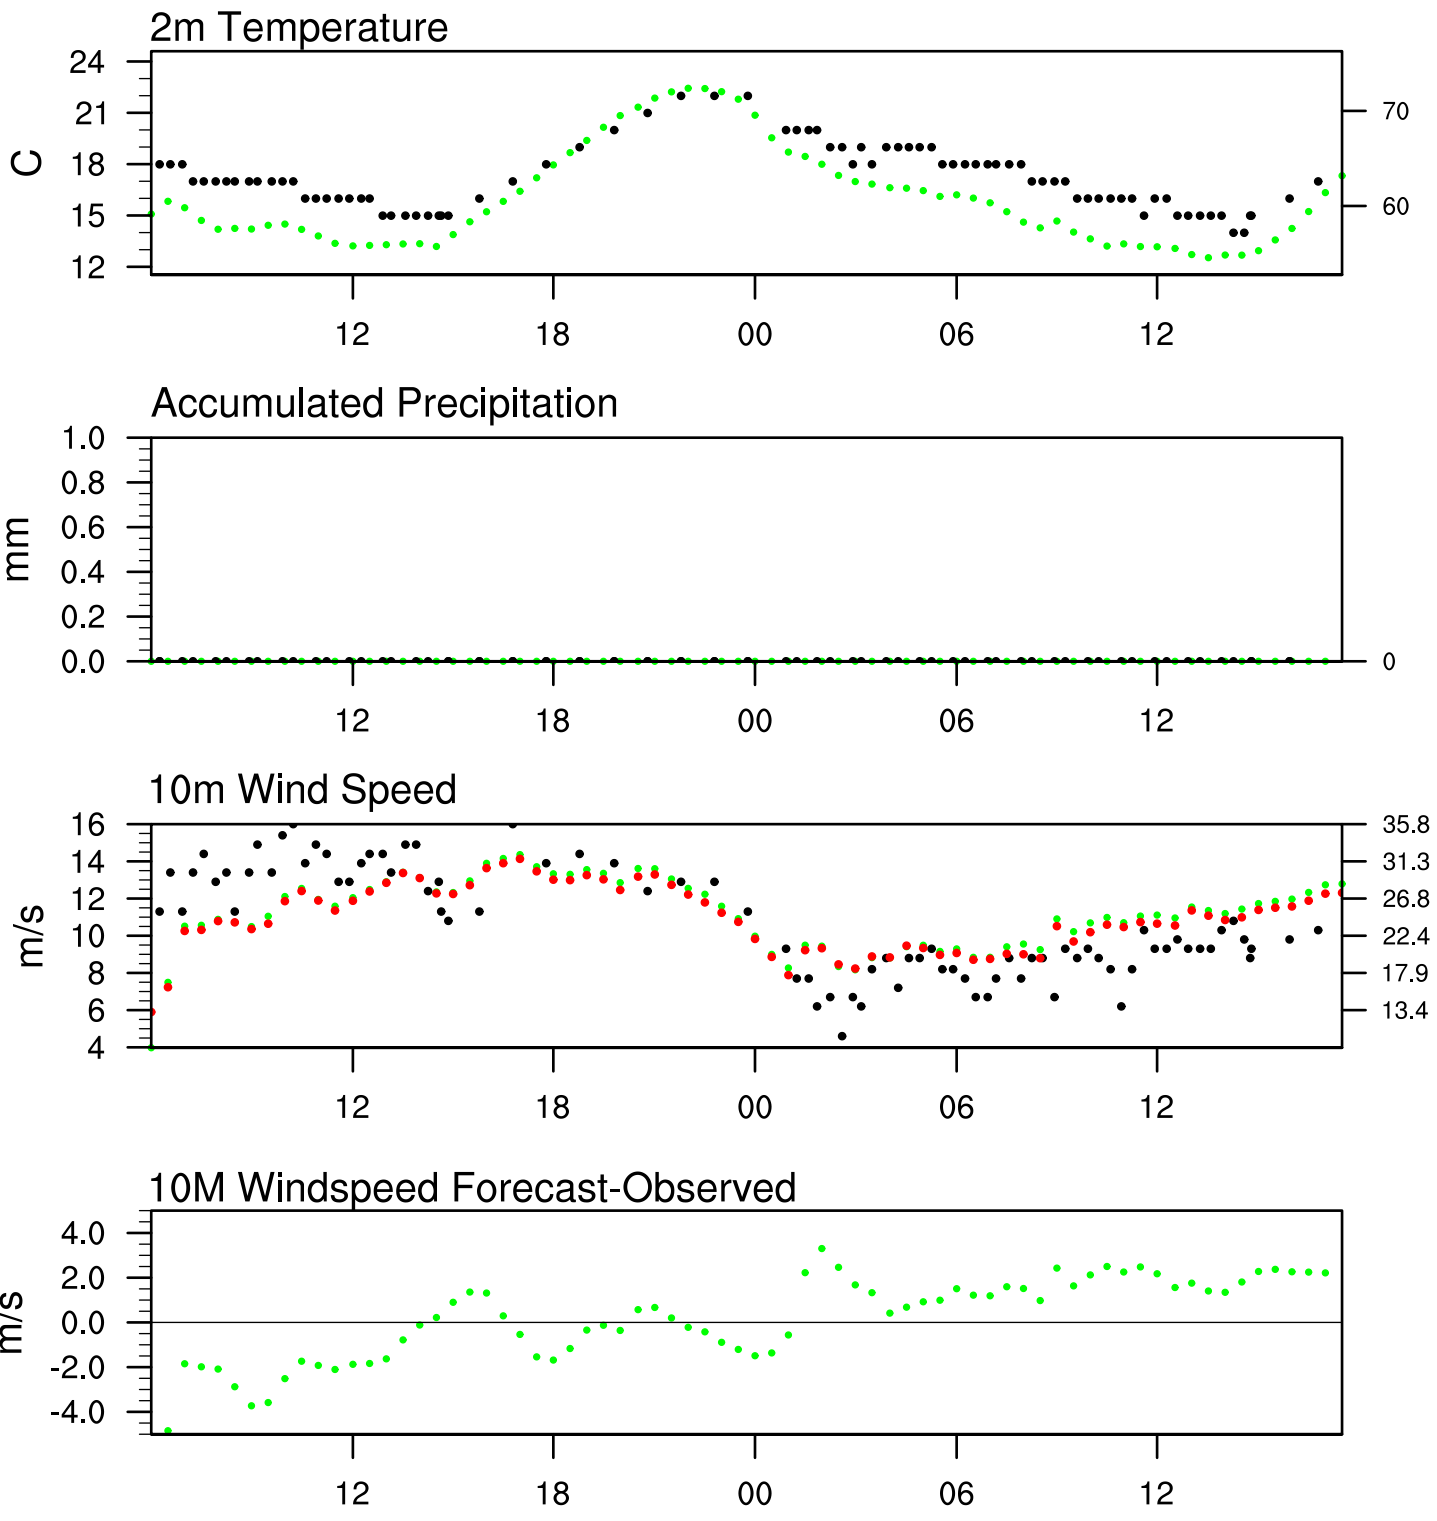 2m Temperature
24
21
18
15
12
C
70
60
12 18 00 06 12
Accumulated Precipitation
1.0
0.8
0.6
0.4
0.2
0.0
mm
0
12 18 00 06 12
10m Wind Speed
16
14
12
10
8
6
4
m/s
35.8
31.3
26.8
22.4
17.9
13.4
12 18 00 06 12
10M Windspeed Forecast-Observed
4.0
2.0
0.0
-2.0
-4.0
m/s
12 18 00 06 12